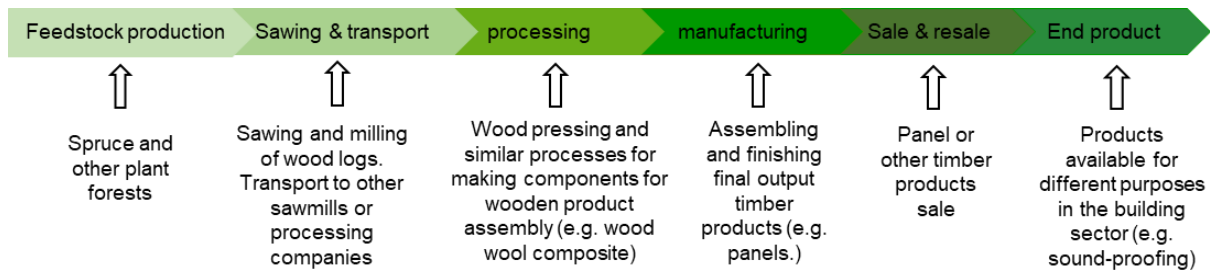 Feedstock production
Sawing & transport
processing
manufacturing
Sale & resale
End product
Spruce and
other plant
forests
Sawing and milling
of wood logs.
Transport to other
sawmills or
processing
companies
Wood pressing and
similar processes for
making components for
wooden product
assembly (e.g. wood
wool composite)
Assembling
and finishing
final output
timber
products (e.g.
panels.)
Panel or
other timber
products
sale
Products
available for
different purposes
in the building
sector (e.g.
sound-proofing)